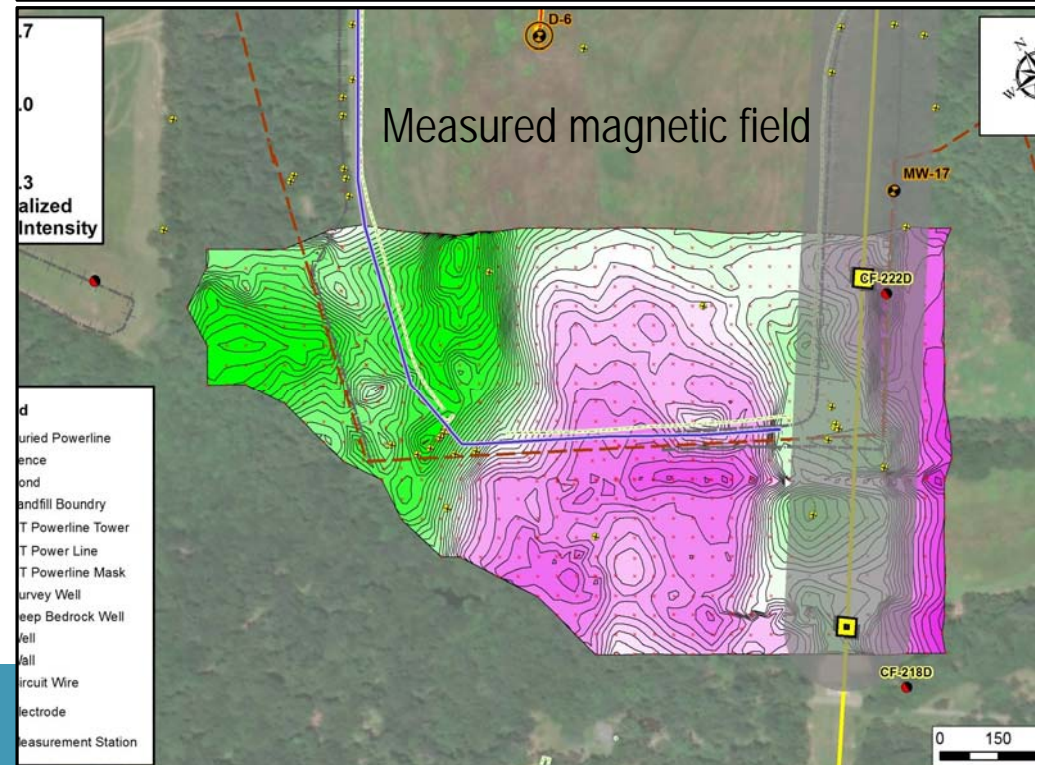 .7
.0
.3
alized
Intensity
D-6
N
W
Measured magnetic field
MW-17
CF-222D
d
uried Powerline
ence
ond
andfill Boundry
T Powerline Tower
T Power Line
T Powerline Mask
urvey Well
eep Bedrock Well
Vell
Vall
ircuit Wire
lectrode
Measurement Station
CF-218D
0 150